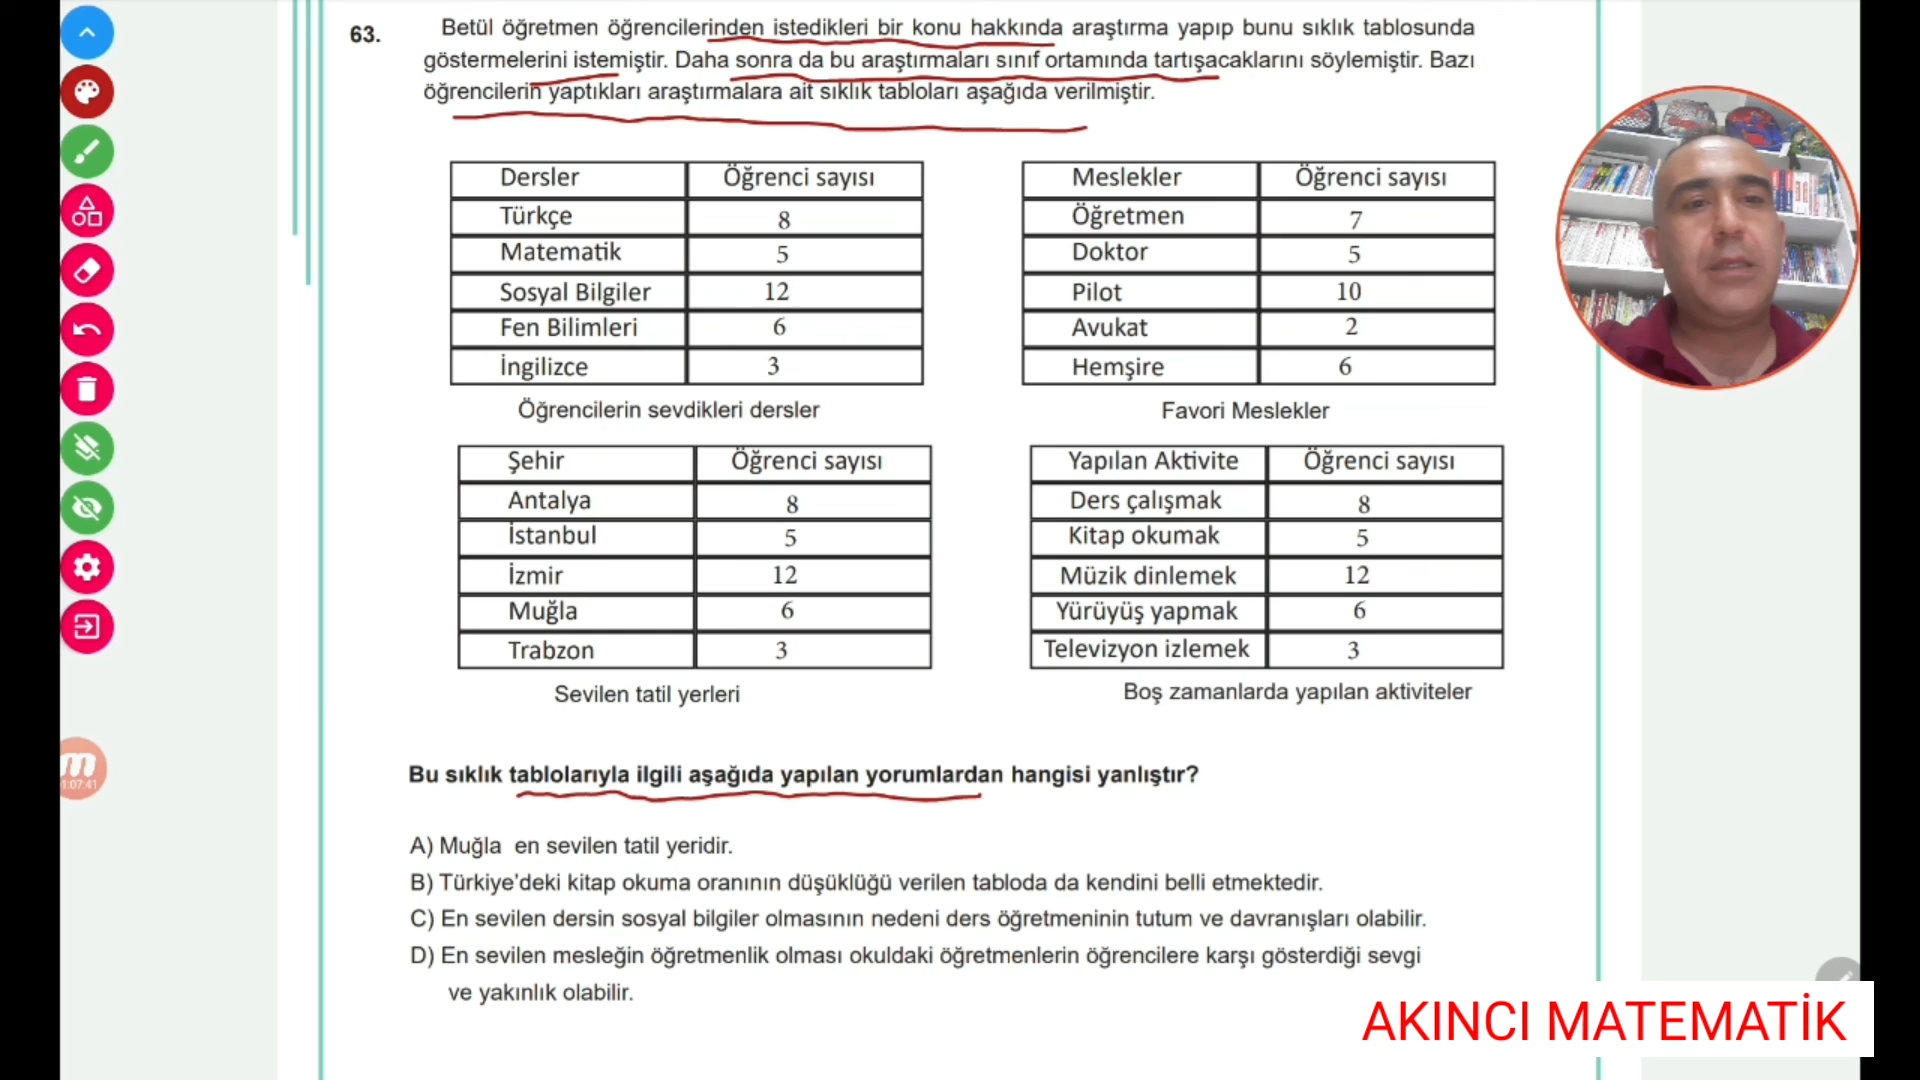 63. Betül öğretmen öğrencilerinden istedikleri bir konu hakkında araştırma yapıp bunu sıklık tablosunda
göstermelerini istemiştir. Daha sonra da bu araştırmaları sınıf ortamında tartışacaklarını söylemiştir. Bazı
öğrencilerin yaptıkları araştırmalara ait sıklık tabloları aşağıda verilmiştir.
Dersler Öğrenci sayısı
Türkçe 8
Matematik 5
Sosyal Bilgiler 12
Fen Bilimleri 6
İngilizce 3
Öğrencilerin sevdikleri dersler
Meslekler Öğrenci sayısı
Öğretmen 7
Doktor 5
Pilot 10
Avukat 2
Hemşire 6
Favori Meslekler
Şehir Öğrenci sayısı
Antalya 8
İstanbul 5
İzmir 12
Muğla 6
Trabzon 3
Sevilen tatil yerleri
Yapılan Aktivite Öğrenci sayısı
Ders çalışmak 8
Kitap okumak 5
Müzik dinlemek 12
Yürüyüş yapmak 6
Televizyon izlemek 3
Boş zamanlarda yapılan aktiviteler
Bu sıklık tablolarıyla ilgili aşağıda yapılan yorumlardan hangisi yanlıştır?
A) Muğla en sevilen tatil yeridir.
B) Türkiye'deki kitap okuma oranının düşüklüğü verilen tabloda da kendini belli etmektedir.
C) En sevilen dersin sosyal bilgiler olmasının nedeni ders öğretmeninin tutum ve davranışları olabilir.
D) En sevilen mesleğin öğretmenlik olması okuldaki öğretmenlerin öğrencilere karşı gösterdiği sevgi
ve yakınlık olabilir.
AKINCI MATEMATİK